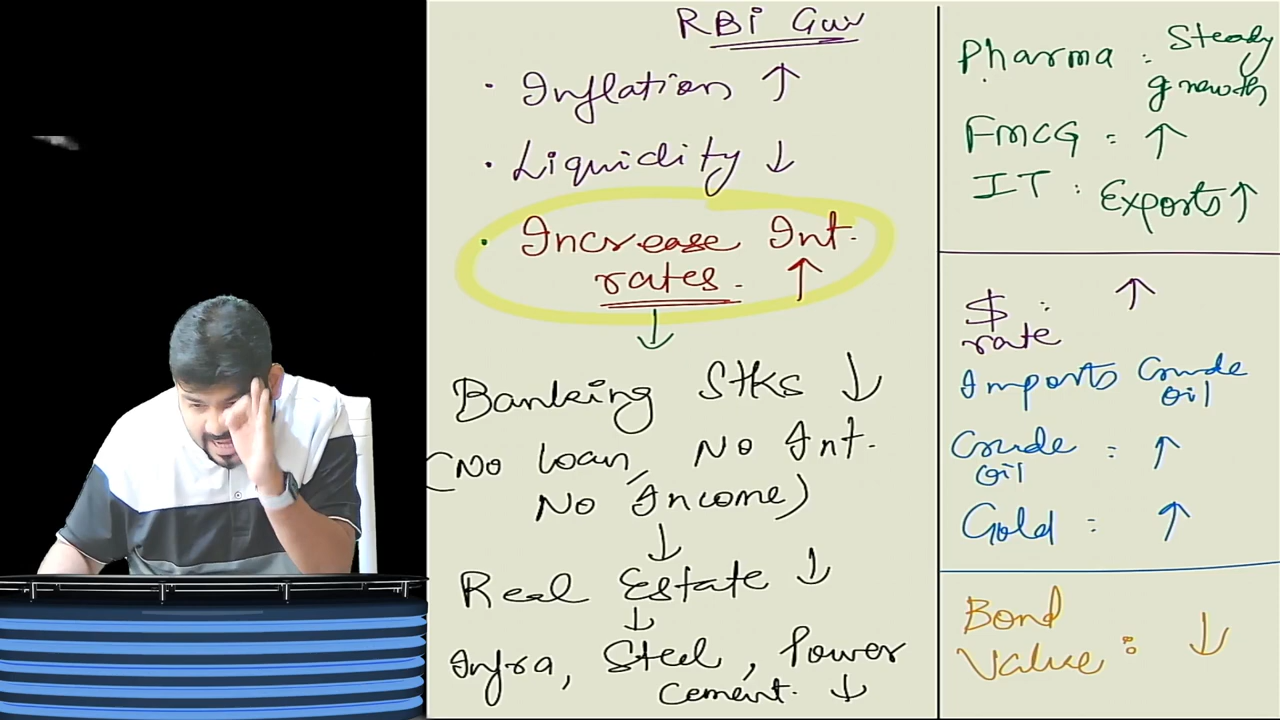 RBi Guv
• Inflation ↑
• Liquidity ↓
• Increase Int.
rates. ↑
↓
Banking Stks ↓
(No loan, No Int.
No Income)
↓
Real Estate ↓
↓
Infra, Steel, Power
cement. ↓
Pharma : Steady
growth
FMCG : ↑
IT : Exports ↑
$ : ↑
rate
Imports Crude
oil
Crude : ↑
oil
Gold : ↑
Bond
Value : ↓